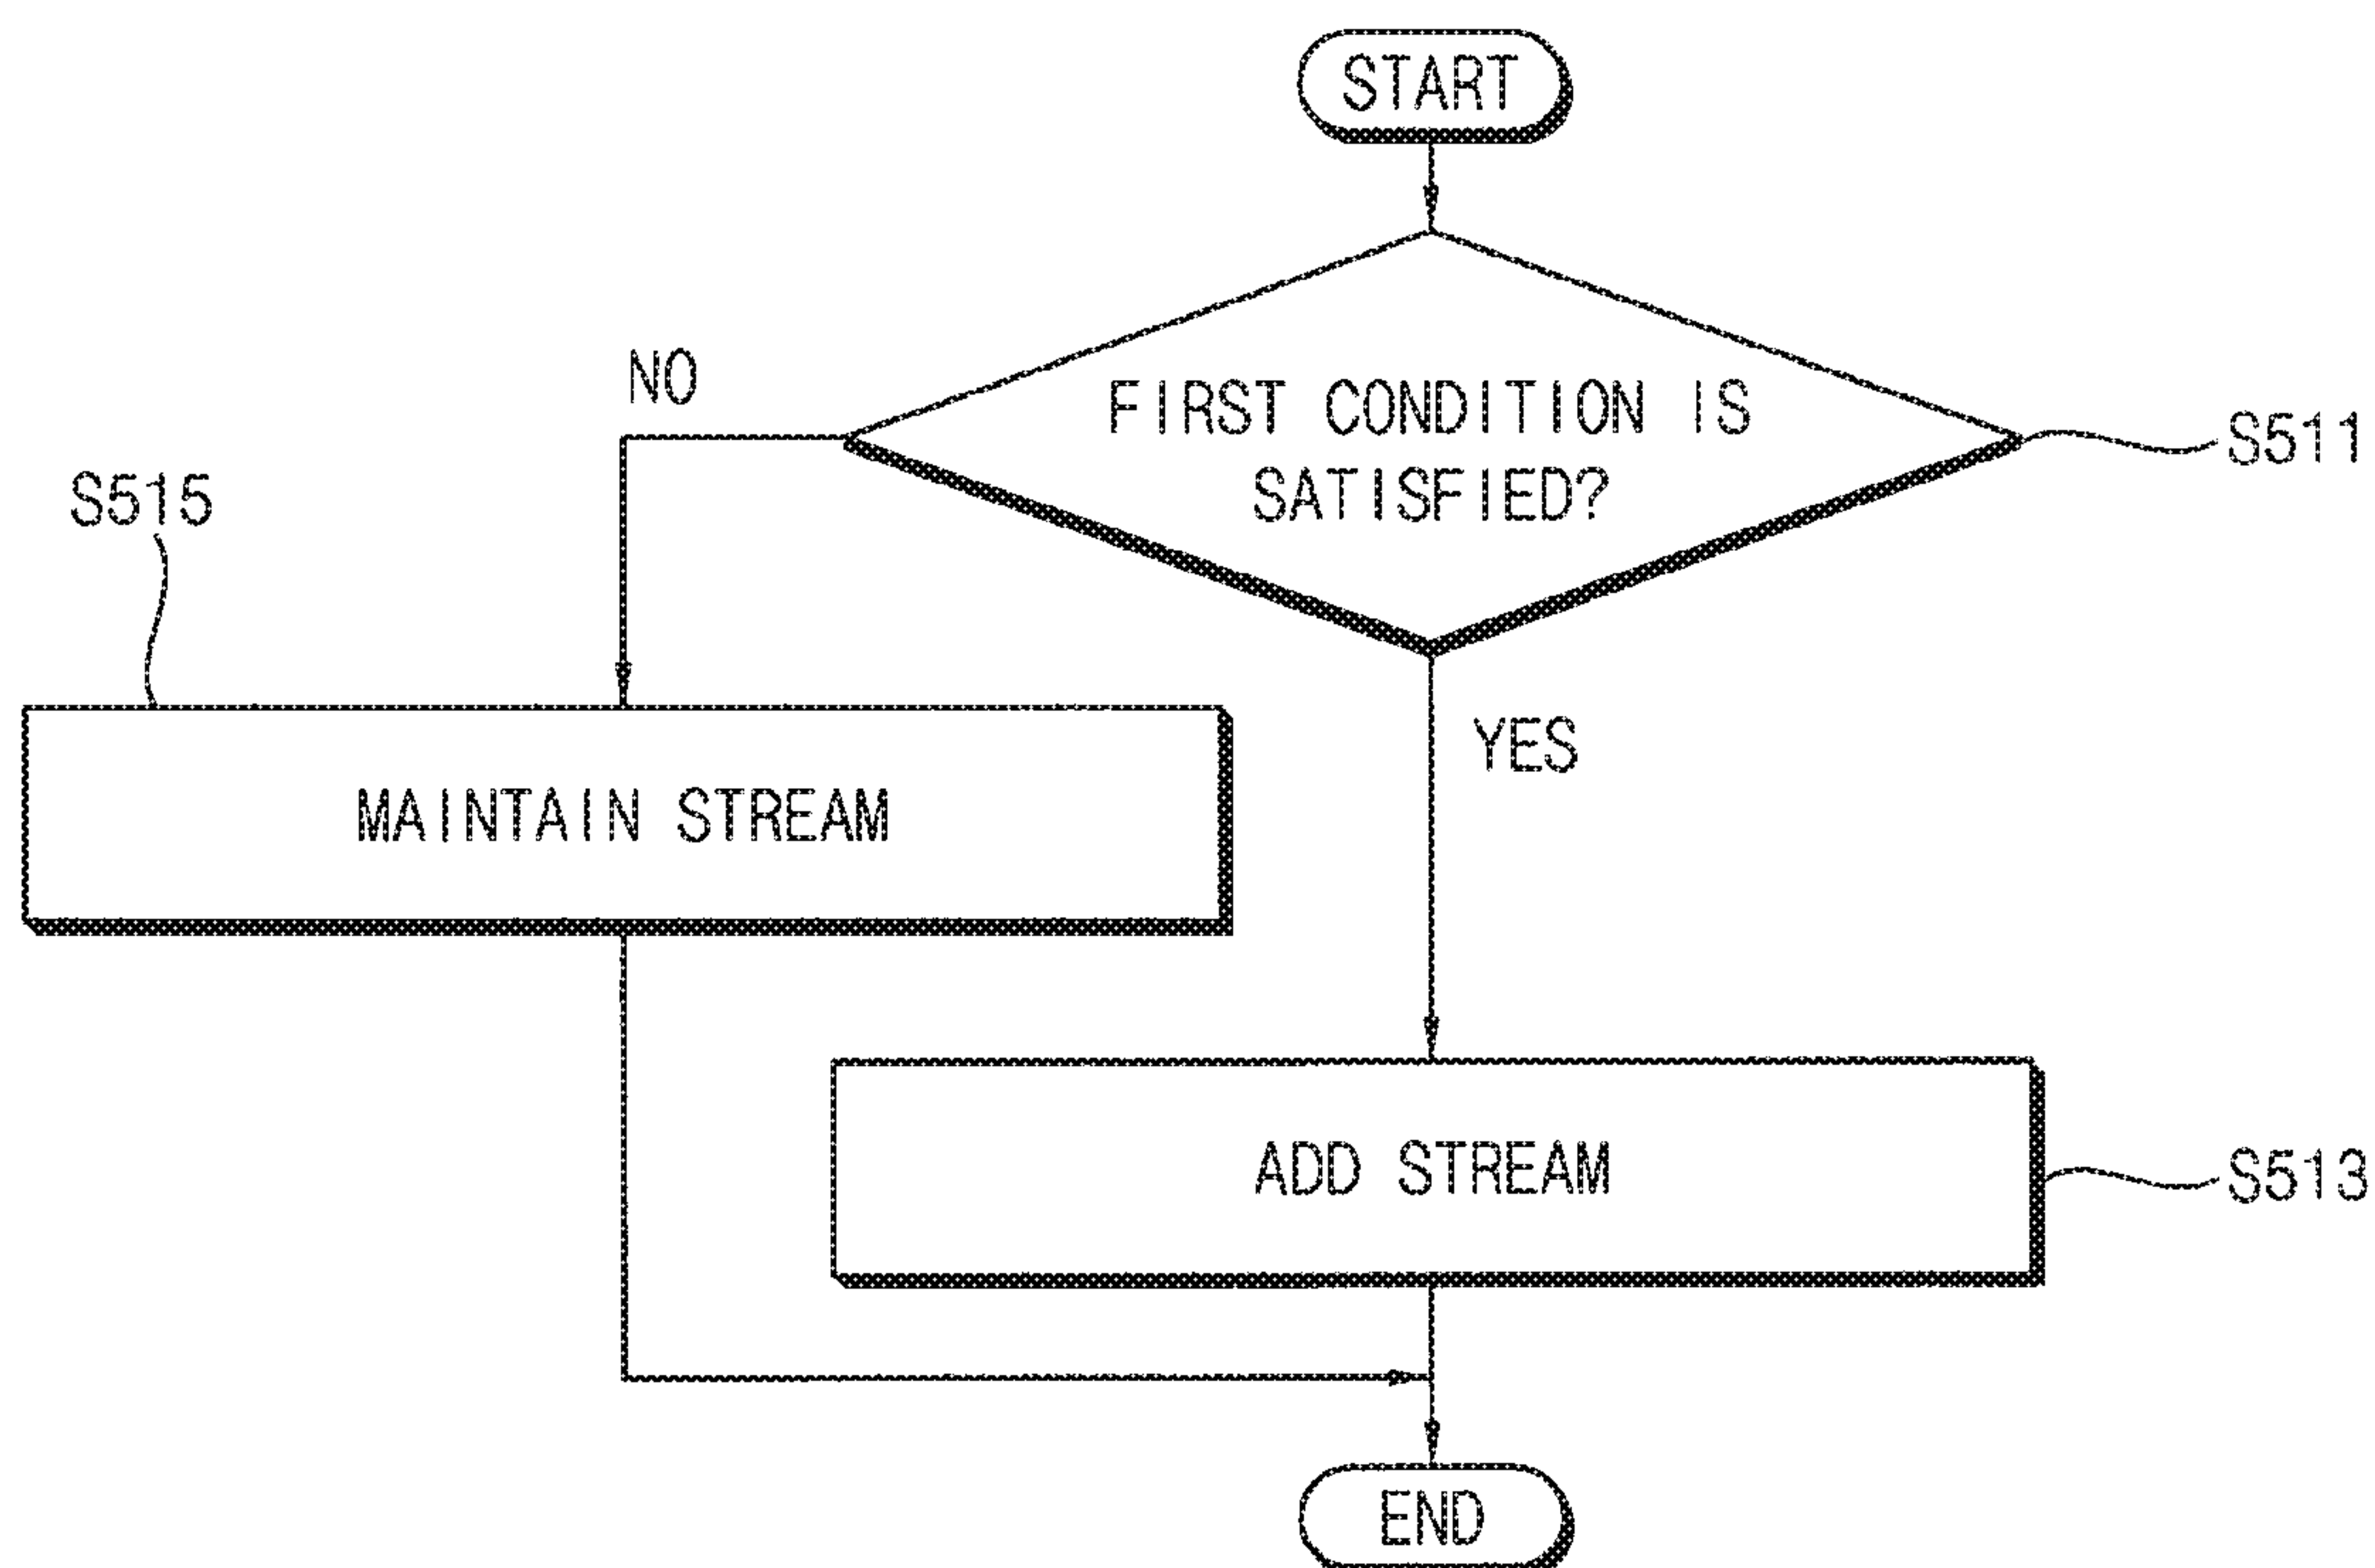 START
NO
FIRST CONDITION IS
SATISFIED?
S511
S515
YES
MAINTAIN STREAM
ADD STREAM
S513
END